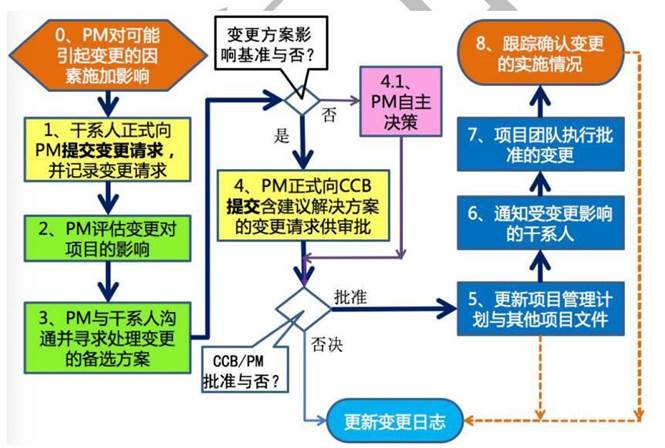 0、PM对可能
引起变更的因
素施加影响
1、干系人正式向
PM提交变更请求，
并记录变更请求
2、PM评估变更对
项目的影响
3、PM与干系人沟
通并寻求处理变更
的备选方案
变更方案影
响基准与否？
否
是
4.1、
PM自主
决策
4、PM正式向CCB
提交含建议解决方案
的变更请求供审批
批准
否决
CCB/PM
批准与否？
更新变更日志
8、跟踪确认变更
的实施情况
7、项目团队执行批
准的变更
6、通知受变更影响
的干系人
5、更新项目管理计
划与其他项目文件